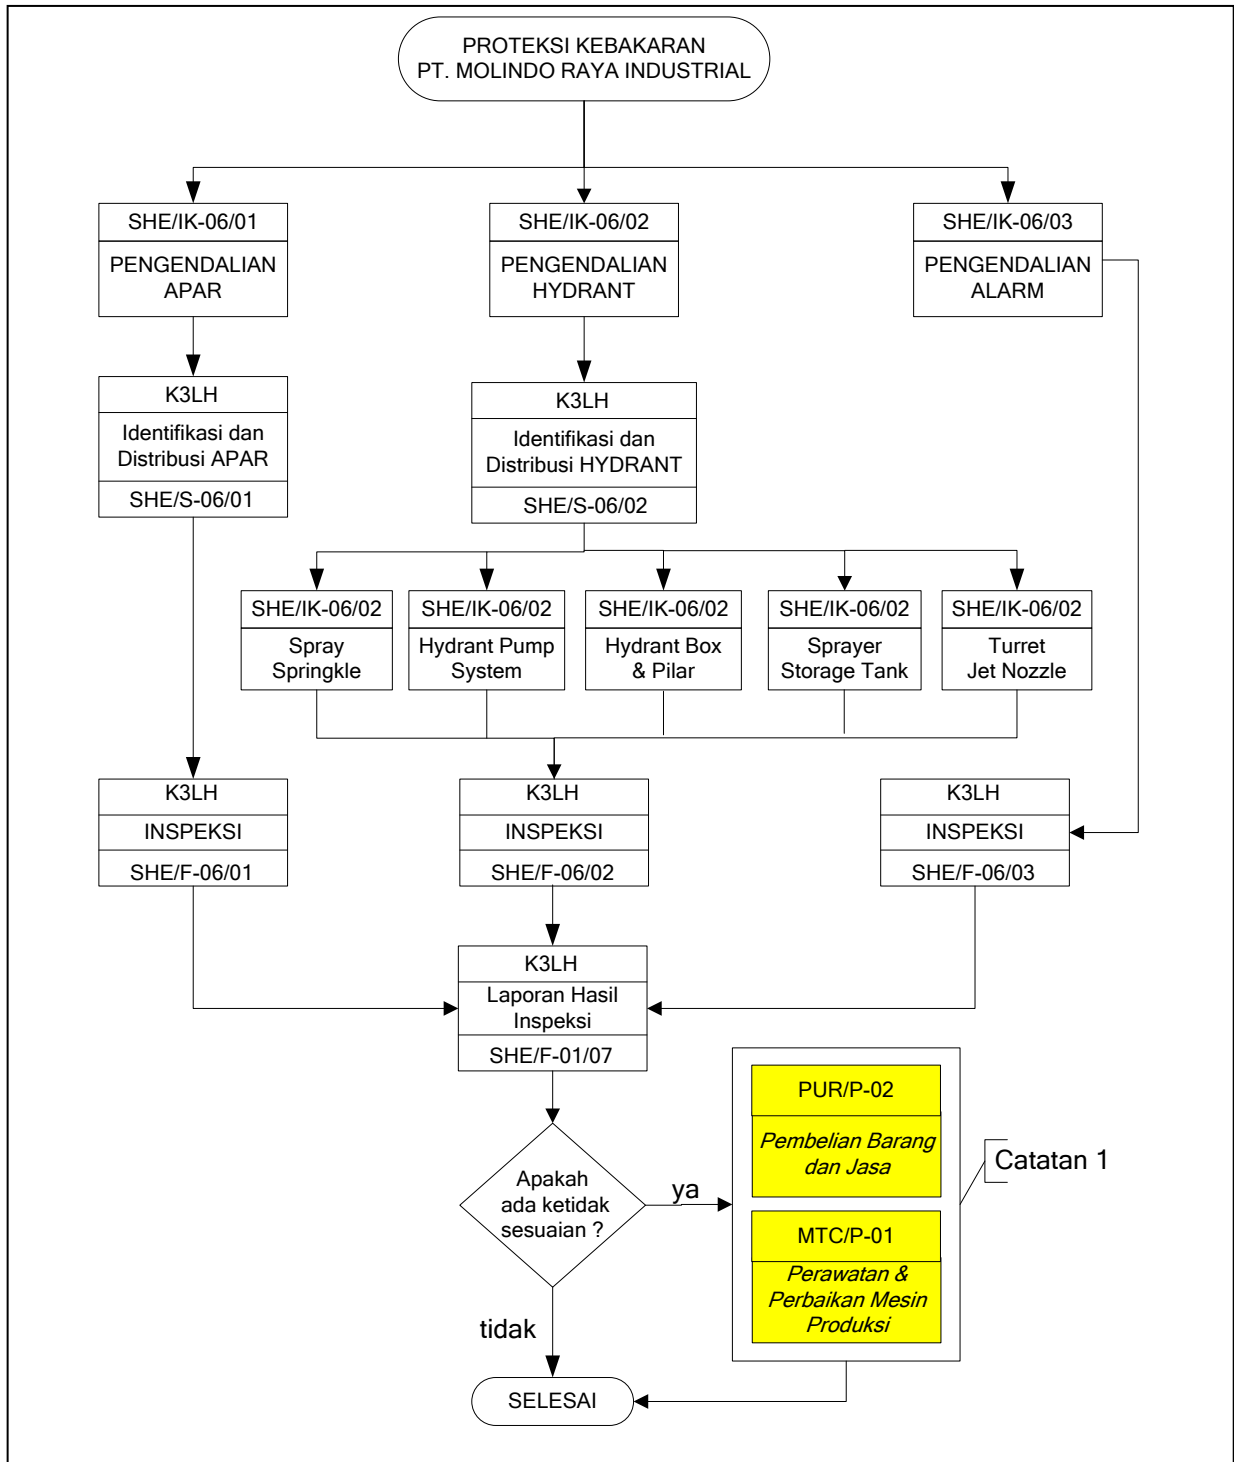 PROTEKSI KEBAKARAN
PT. MOLINDO RAYA INDUSTRIAL
SHE/IK-06/01
PENGENDALIAN
APAR
SHE/IK-06/02
PENGENDALIAN
HYDRANT
SHE/IK-06/03
PENGENDALIAN
ALARM
K3LH
Identifikasi dan
Distribusi APAR
SHE/S-06/01
K3LH
Identifikasi dan
Distribusi HYDRANT
SHE/S-06/02
SHE/IK-06/02
Spray
Springkle
SHE/IK-06/02
Hydrant Pump
System
SHE/IK-06/02
Hydrant Box
& Pilar
SHE/IK-06/02
Sprayer
Storage Tank
SHE/IK-06/02
Turret
Jet Nozzle
K3LH
INSPEKSI
SHE/F-06/01
K3LH
INSPEKSI
SHE/F-06/02
K3LH
INSPEKSI
SHE/F-06/03
K3LH
Laporan Hasil
Inspeksi
SHE/F-01/07
Apakah
ada ketidak
sesuaian ?
ya
PUR/P-02
Pembelian Barang
dan Jasa
MTC/P-01
Perawatan &
Perbaikan Mesin
Produksi
Catatan 1
tidak
SELESAI